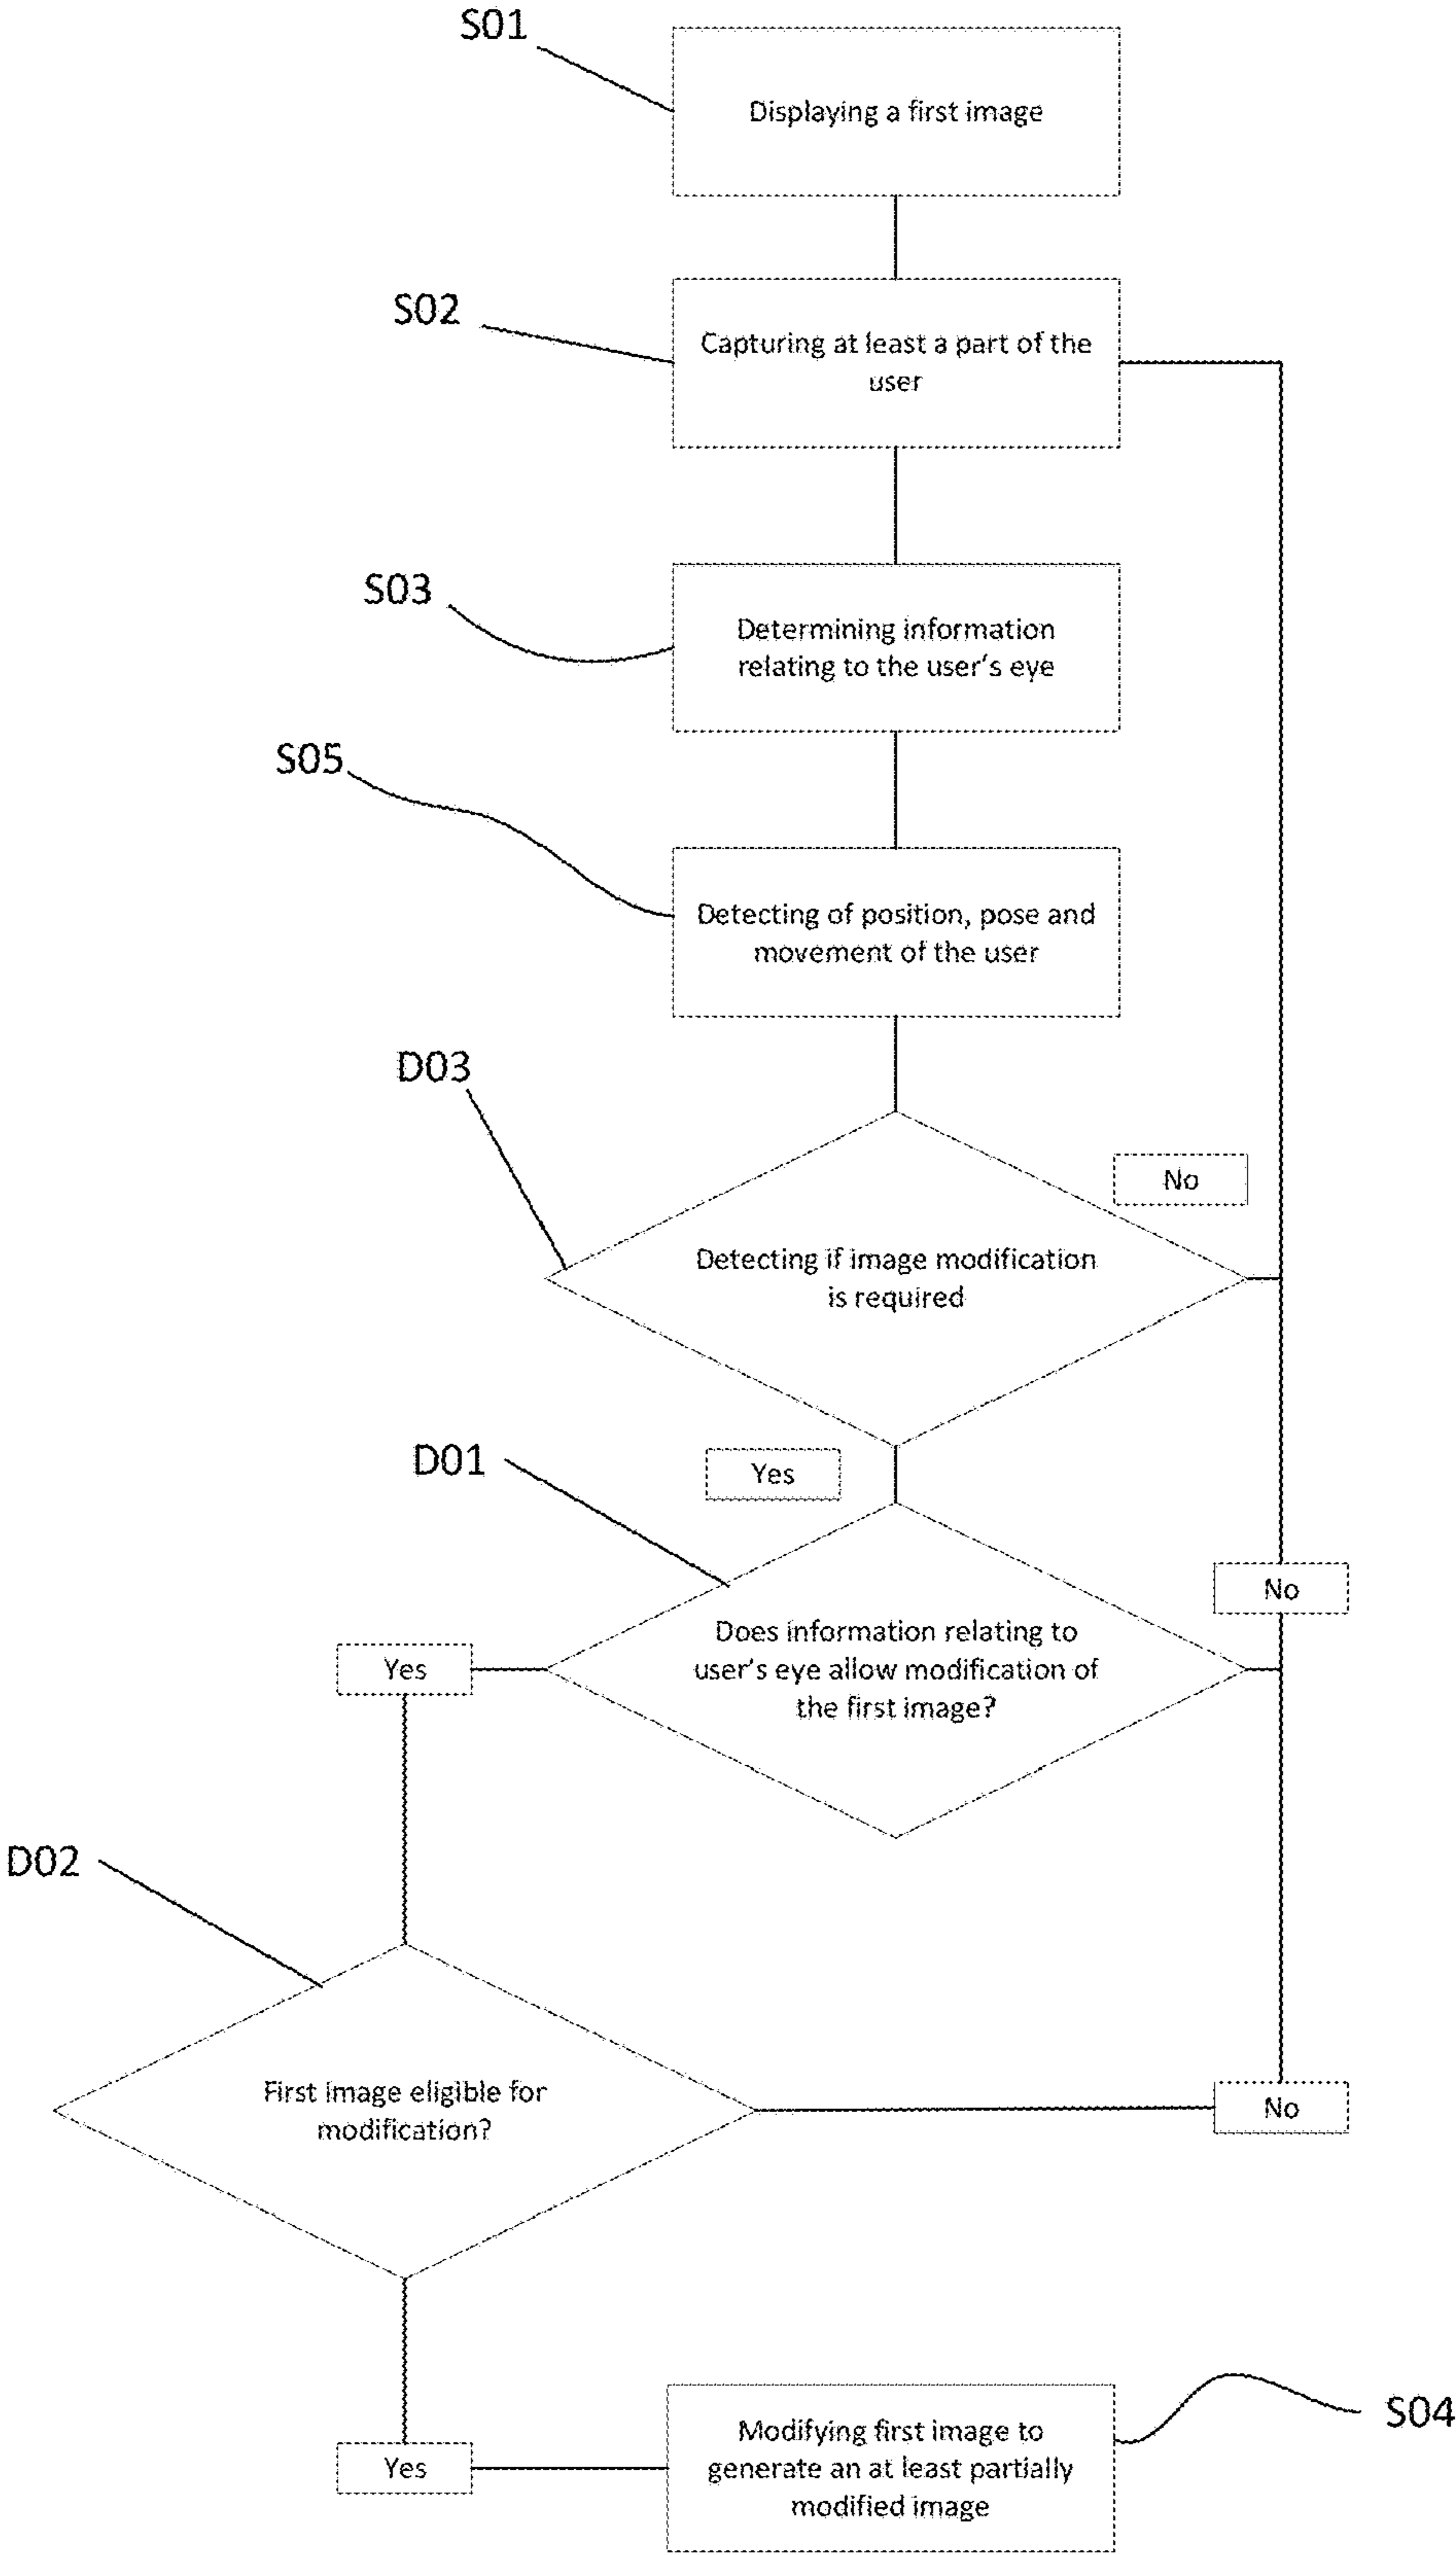 S01
Displaying a first image
S02
Capturing at least a part of the
user
S03
Determining information
relating to the user's eye
S05
Detecting of position, pose and
movement of the user
D03
No
Detecting if image modification
is required
D01
Yes
No
Does information relating to
user's eye allow modification of
the first image?
Yes
D02
First image eligible for
modification?
No
S04
Modifying first image to
generate an at least partially
modified image
Yes